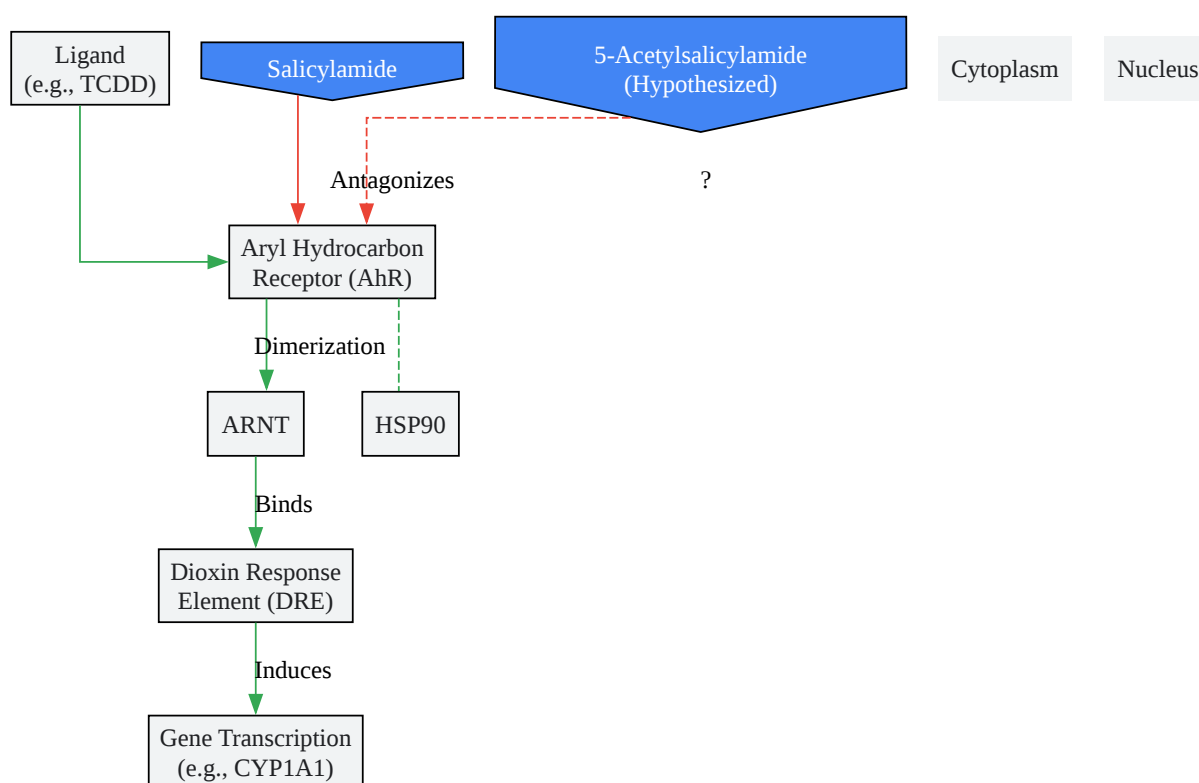 Ligand
(e.g., TCDD)
Salicylamide
5-Acetylsalicylamide
(Hypothesized)
Cytoplasm
Nucleus
Antagonizes
?
Aryl Hydrocarbon
Receptor (AhR)
Dimerization
ARNT
HSP90
Binds
Dioxin Response
Element (DRE)
Induces
Gene Transcription
(e.g., CYP1A1)